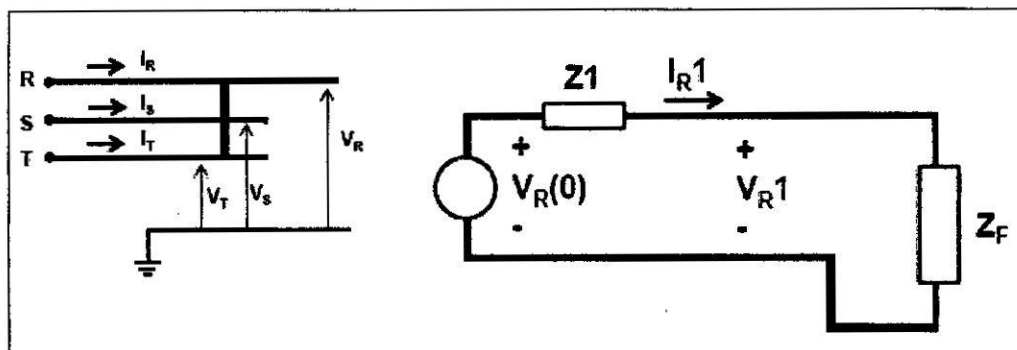 R I_R
S I_S
T I_T
V_T V_S V_R
Z1 I_R1
+ +
V_R(0) V_R1 Z_F
- -